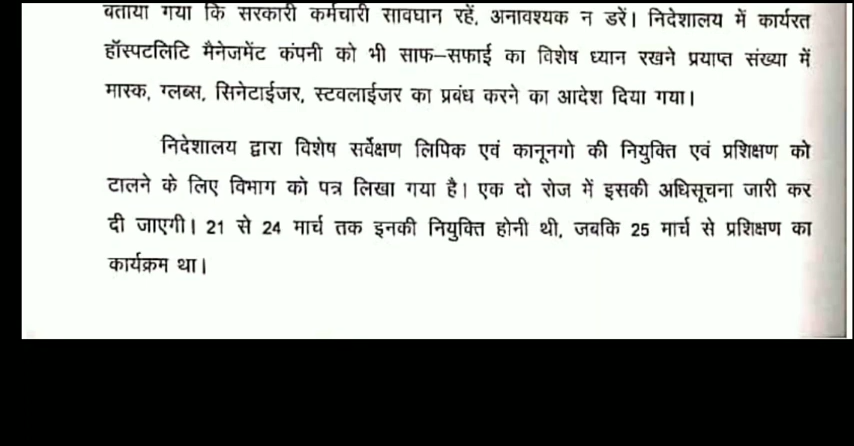 बताया गया कि सरकारी कर्मचारी सावधान रहें, अनावश्यक न डरें। निदेशालय में कार्यरत
हॉस्पटलिटि मैनेजमेंट कंपनी को भी साफ–सफाई का विशेष ध्यान रखने प्रयाप्त संख्या में
मास्क, ग्लब्स, सिनेटाईजर, स्टवलाईजर का प्रबंध करने का आदेश दिया गया।
निदेशालय द्वारा विशेष सर्वेक्षण लिपिक एवं कानूनगो की नियुक्ति एवं प्रशिक्षण को
टालने के लिए विभाग को पत्र लिखा गया है। एक दो रोज में इसकी अधिसूचना जारी कर
दी जाएगी। 21 से 24 मार्च तक इनकी नियुक्ति होनी थी, जबकि 25 मार्च से प्रशिक्षण का
कार्यक्रम था।